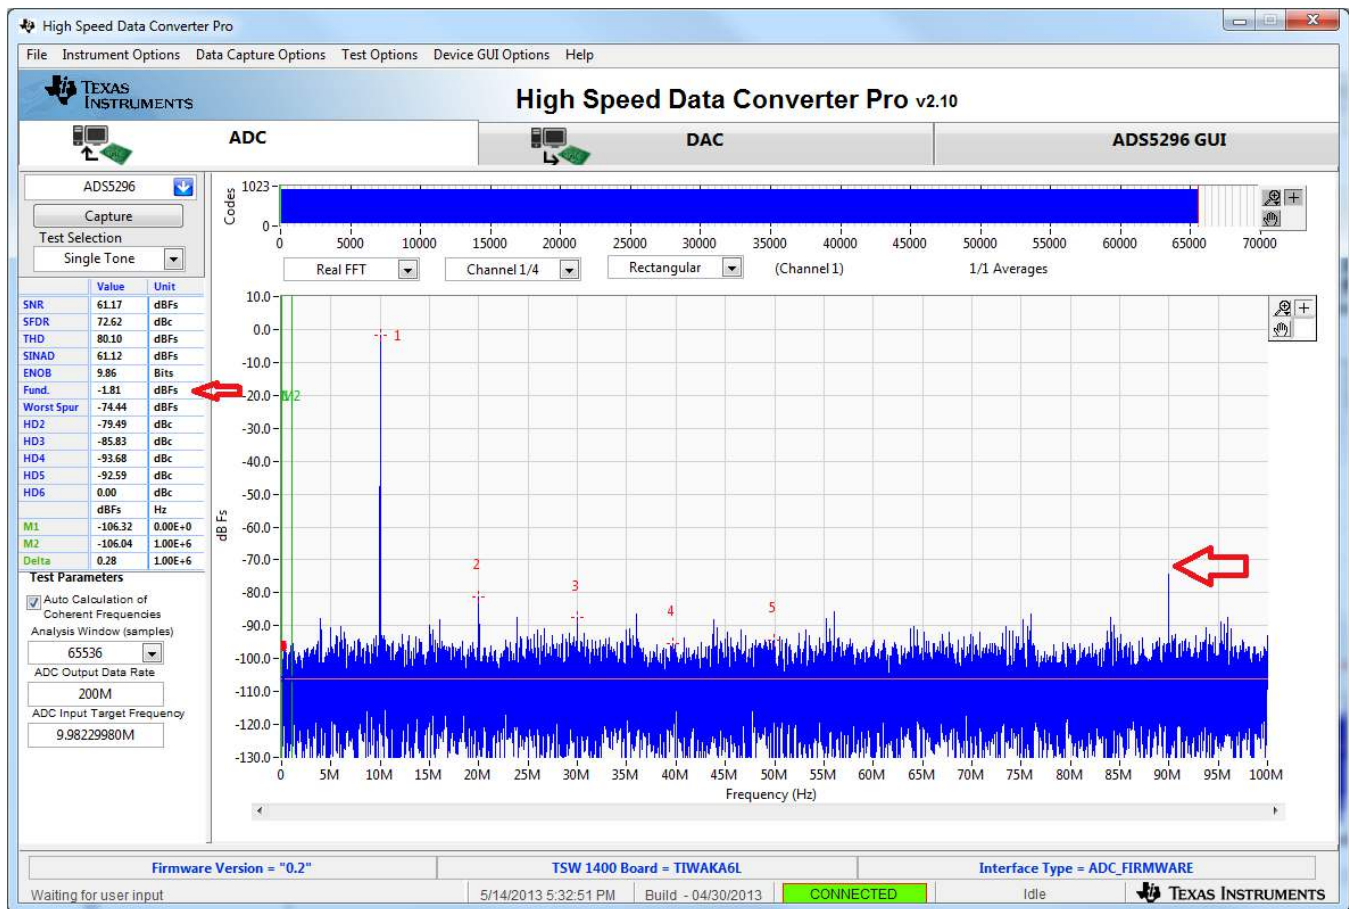 High Speed Data Converter Pro
File Instrument Options Data Capture Options Test Options Device GUI Options Help
TEXAS INSTRUMENTS
High Speed Data Converter Pro v2.10
ADC
DAC
ADS5296 GUI
ADS5296
Capture
Test Selection
Single Tone
Value Unit
SNR 61.17 dBFs
SFDR 72.62 dBc
THD 80.10 dBFs
SINAD 61.12 dBFs
ENOB 9.86 Bits
Fund. -1.81 dBFs
Worst Spur -74.44 dBFs
HD2 -79.49 dBc
HD3 -85.83 dBc
HD4 -93.68 dBc
HD5 -92.59 dBc
HD6 0.00 dBc
dBFs Hz
M1 -106.32 0.00E+0
M2 -106.04 1.00E+6
Delta 0.28 1.00E+6
Test Parameters
Auto Calculation of
Coherent Frequencies
Analysis Window (samples)
65536
ADC Output Data Rate
200M
ADC Input Target Frequency
9.98229980M
Codes
1023
0
0 5000 10000 15000 20000 25000 30000 35000 40000 45000 50000 55000 60000 65000 70000
Real FFT
Channel 1/4
Rectangular
(Channel 1)
1/1 Averages
dB Fs
10.0
0.0
-10.0
-20.0
-30.0
-40.0
-50.0
-60.0
-70.0
-80.0
-90.0
-100.0
-110.0
-120.0
-130.0
1
2
3
4
5
0 5M 10M 15M 20M 25M 30M 35M 40M 45M 50M 55M 60M 65M 70M 75M 80M 85M 90M 95M 100M
Frequency (Hz)
Firmware Version = "0.2"
TSW 1400 Board = TIWAKA6L
Interface Type = ADC_FIRMWARE
Waiting for user input
5/14/2013 5:32:51 PM
Build - 04/30/2013
CONNECTED
Idle
TEXAS INSTRUMENTS